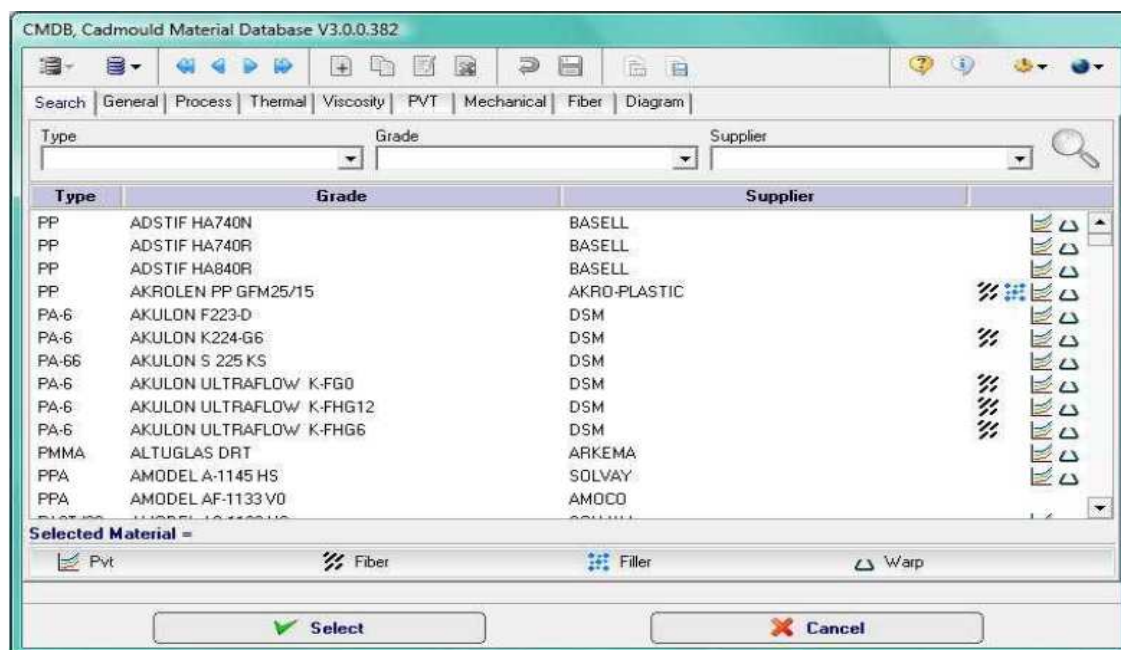 CMDB, Cadmould Material Database V3.0.0.382
Search General Process Thermal Viscosity PVT Mechanical Fiber Diagram
Type Grade Supplier
Type Grade Supplier
PP ADSTIF HA740N BASELL
PP ADSTIF HA740R BASELL
PP ADSTIF HA840R BASELL
PP AKROLEN PP GFM25/15 AKRO-PLASTIC
PA-6 AKULON F223-D DSM
PA-6 AKULON K224-G6 DSM
PA-66 AKULON S 225 KS DSM
PA-6 AKULON ULTRAFLOW K-FG0 DSM
PA-6 AKULON ULTRAFLOW K-FHG12 DSM
PA-6 AKULON ULTRAFLOW K-FHG6 DSM
PMMA ALTUGLAS DRT ARKEMA
PPA AMODEL A-1145 HS SOLVAY
PPA AMODEL AF-1133 V0 AMOCO
Selected Material =
Pvt Fiber Filler Warp
Select Cancel